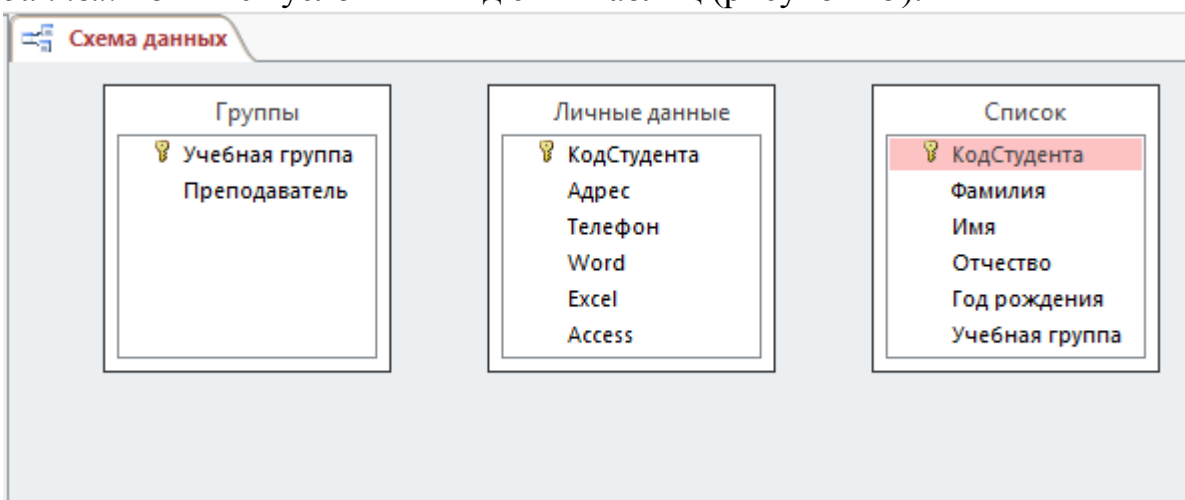 Схема данных
Группы
Учебная группа
Преподаватель
Личные данные
КодСтудента
Адрес
Телефон
Word
Excel
Access
Список
КодСтудента
Фамилия
Имя
Отчество
Год рождения
Учебная группа